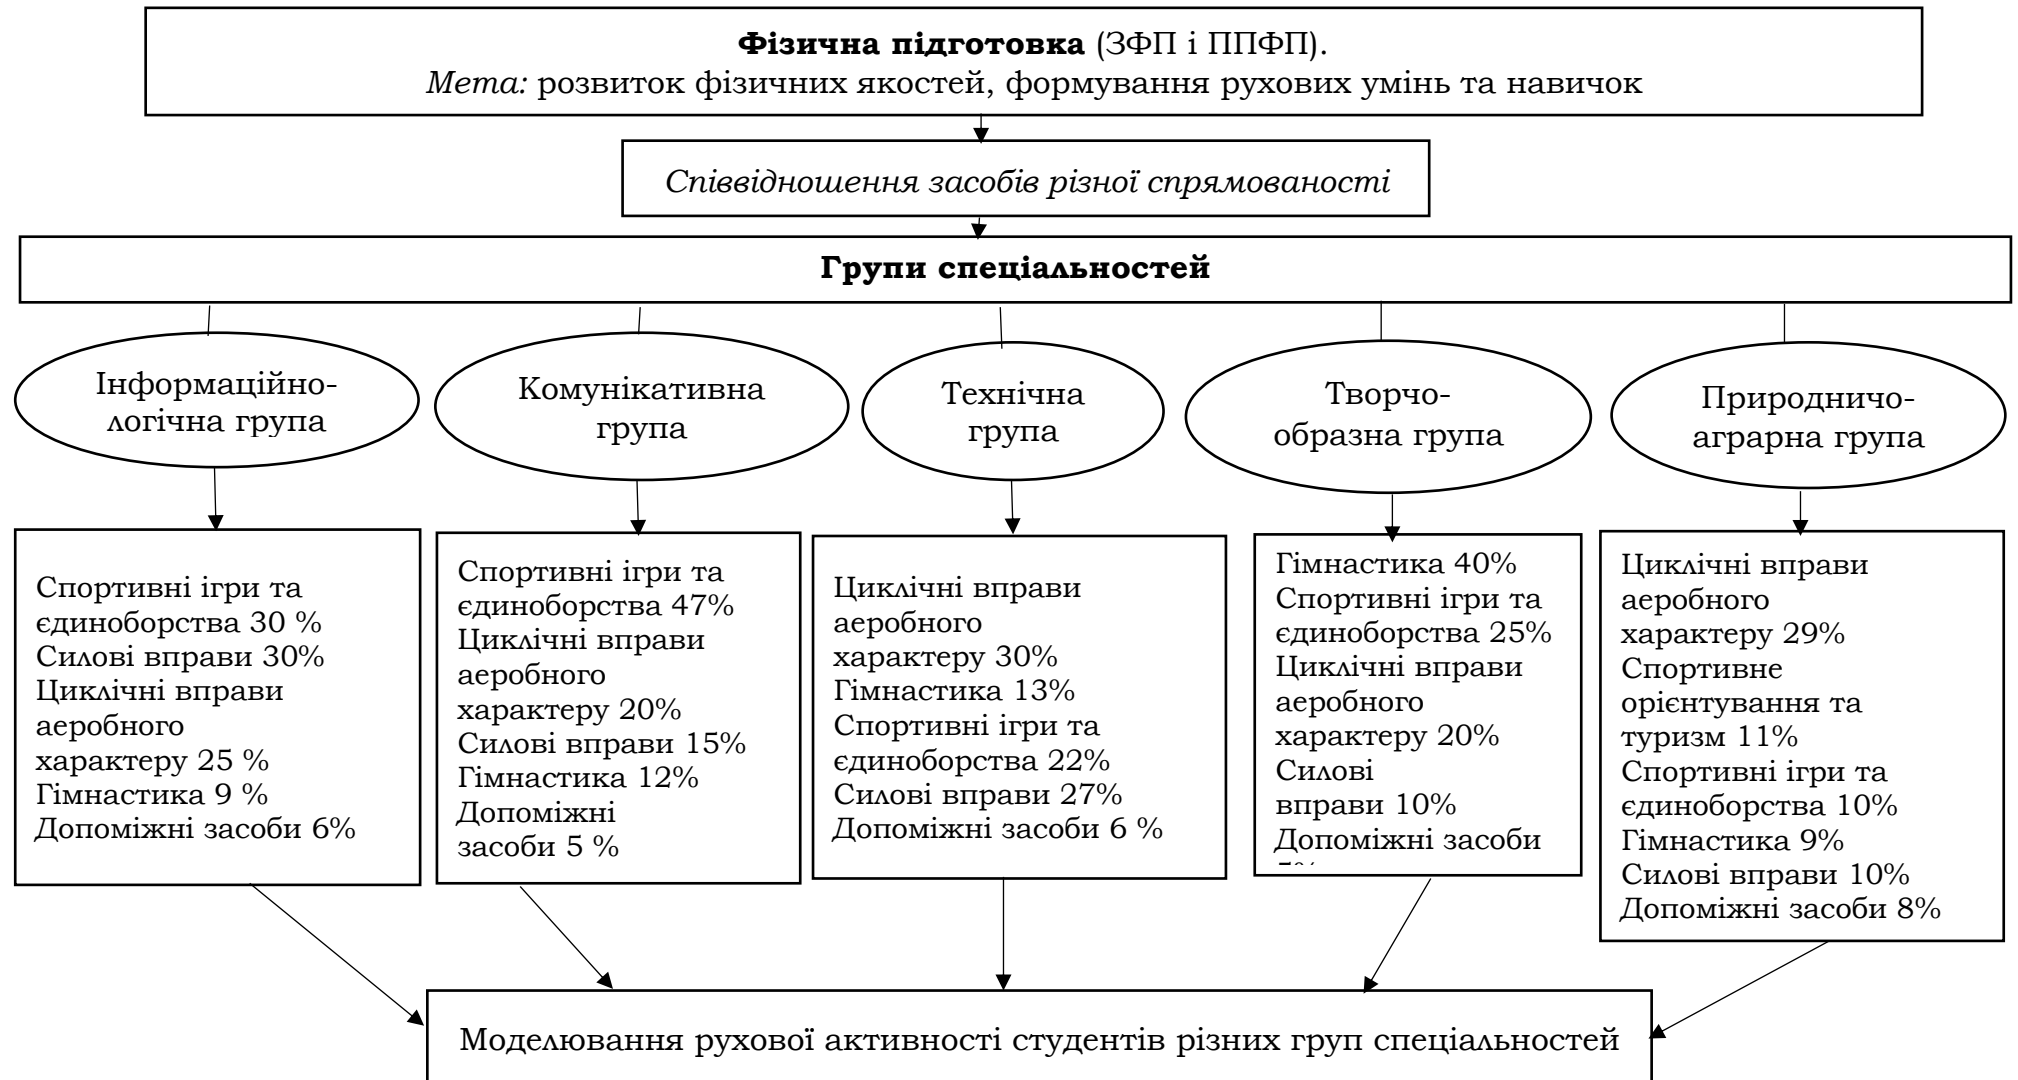 Фізична підготовка (ЗФП і ППФП).
Мета: розвиток фізичних якостей, формування рухових умінь та навичок
Співвідношення засобів різної спрямованості
Групи спеціальностей
Інформаційно-
логічна група
Комунікативна
група
Технічна
група
Творчо-
образна група
Природничо-
аграрна група
Спортивні ігри та
єдиноборства 30 %
Силові вправи 30%
Циклічні вправи
аеробного
характеру 25 %
Гімнастика 9 %
Допоміжні засоби 6%
Спортивні ігри та
єдиноборства 47%
Циклічні вправи
аеробного
характеру 20%
Силові вправи 15%
Гімнастика 12%
Допоміжні
засоби 5 %
Циклічні вправи
аеробного
характеру 30%
Гімнастика 13%
Спортивні ігри та
єдиноборства 22%
Силові вправи 27%
Допоміжні засоби 6 %
Гімнастика 40%
Спортивні ігри та
єдиноборства 25%
Циклічні вправи
аеробного
характеру 20%
Силові
вправи 10%
Допоміжні засоби
Циклічні вправи
аеробного
характеру 29%
Спортивне
орієнтування та
туризм 11%
Спортивні ігри та
єдиноборства 10%
Гімнастика 9%
Силові вправи 10%
Допоміжні засоби 8%
Моделювання рухової активності студентів різних груп спеціальностей